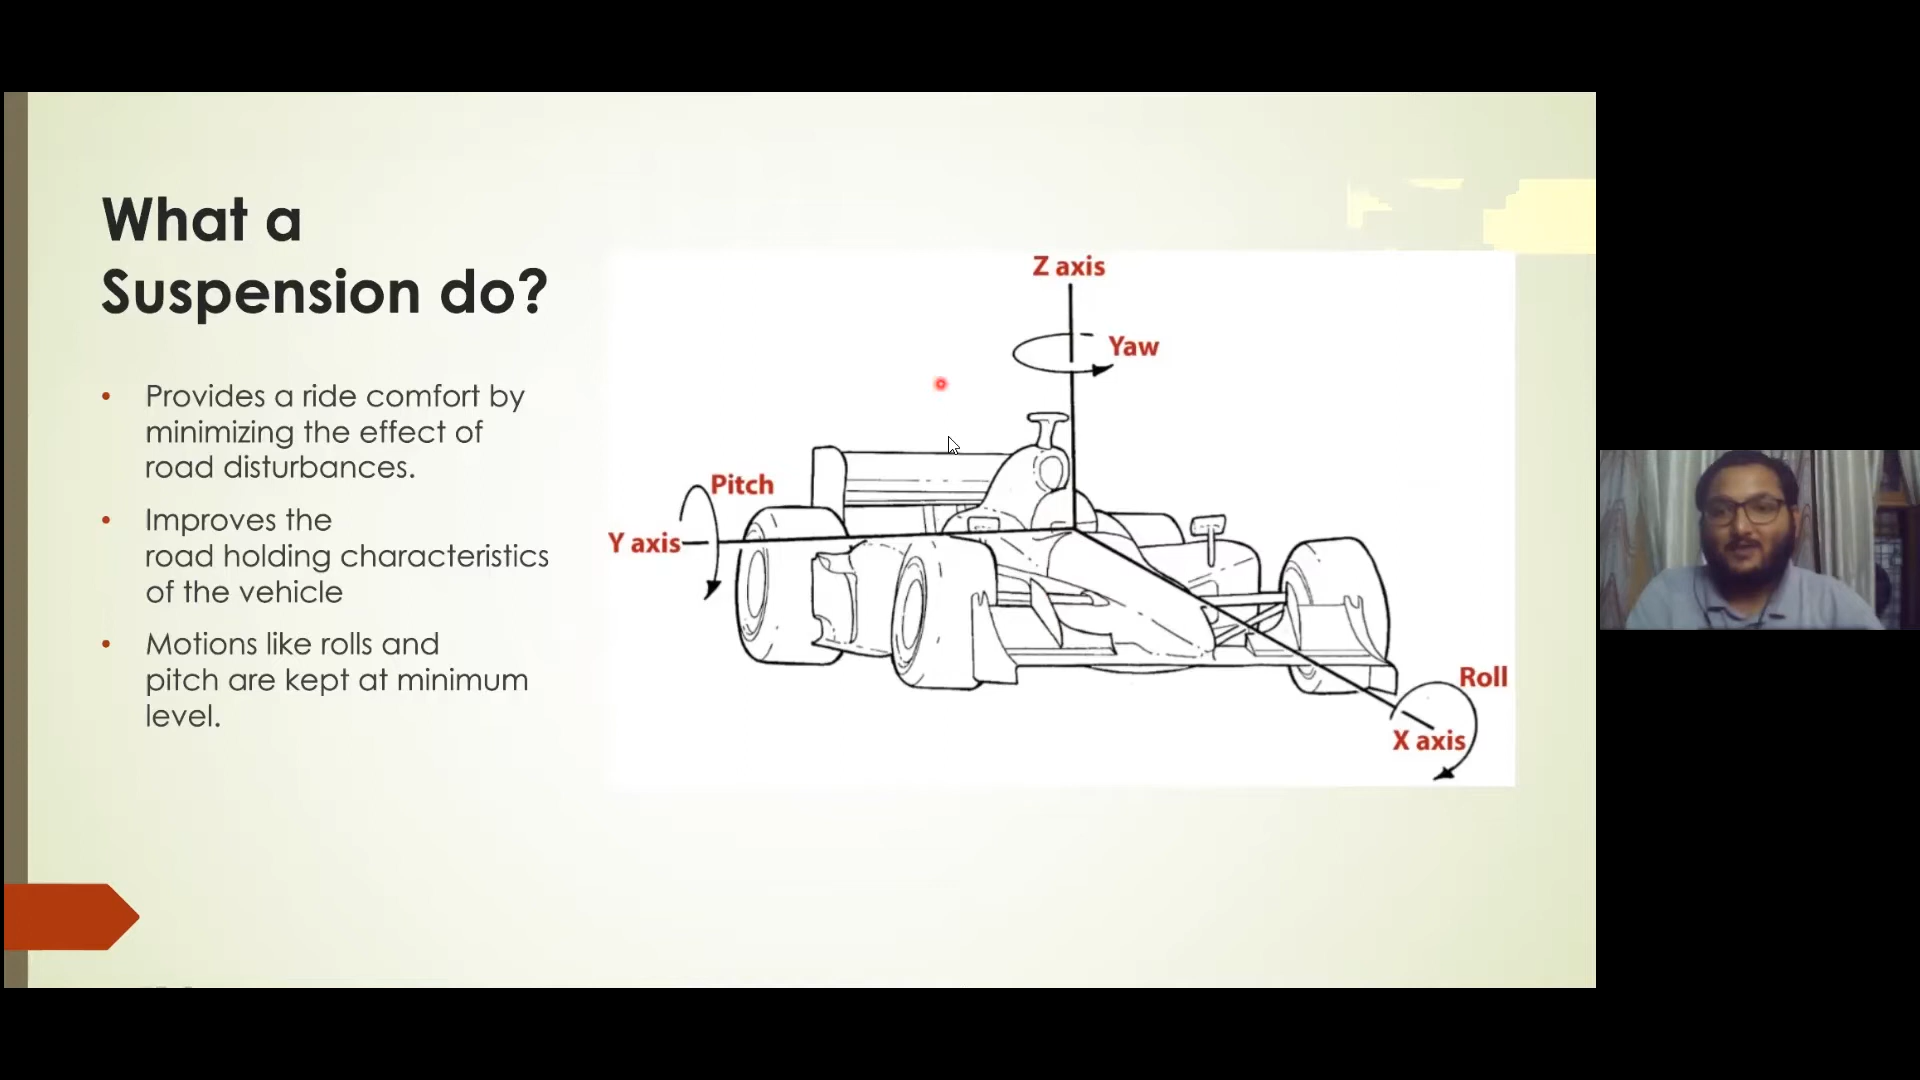 What a
Suspension do?
• Provides a ride comfort by
minimizing the effect of
road disturbances.
• Improves the
road holding characteristics
of the vehicle
• Motions like rolls and
pitch are kept at minimum
level.
Z axis
Yaw
Pitch
Y axis
Roll
X axis